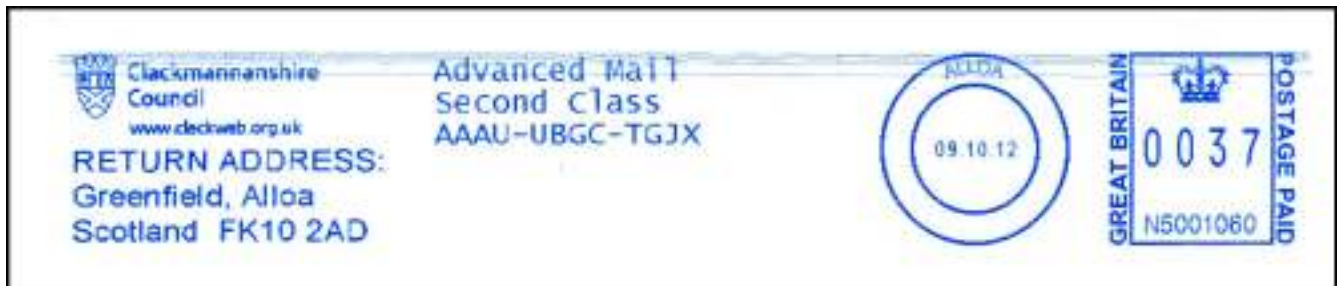 Clackmannanshire
Council
www.clackweb.org.uk
RETURN ADDRESS:
Greenfield, Alloa
Scotland FK10 2AD
Advanced Mail
Second Class
AAAU-UBGC-TGJX
ALLOA
09.10.12
GREAT BRITAIN
0037
N5001060
POSTAGE PAID